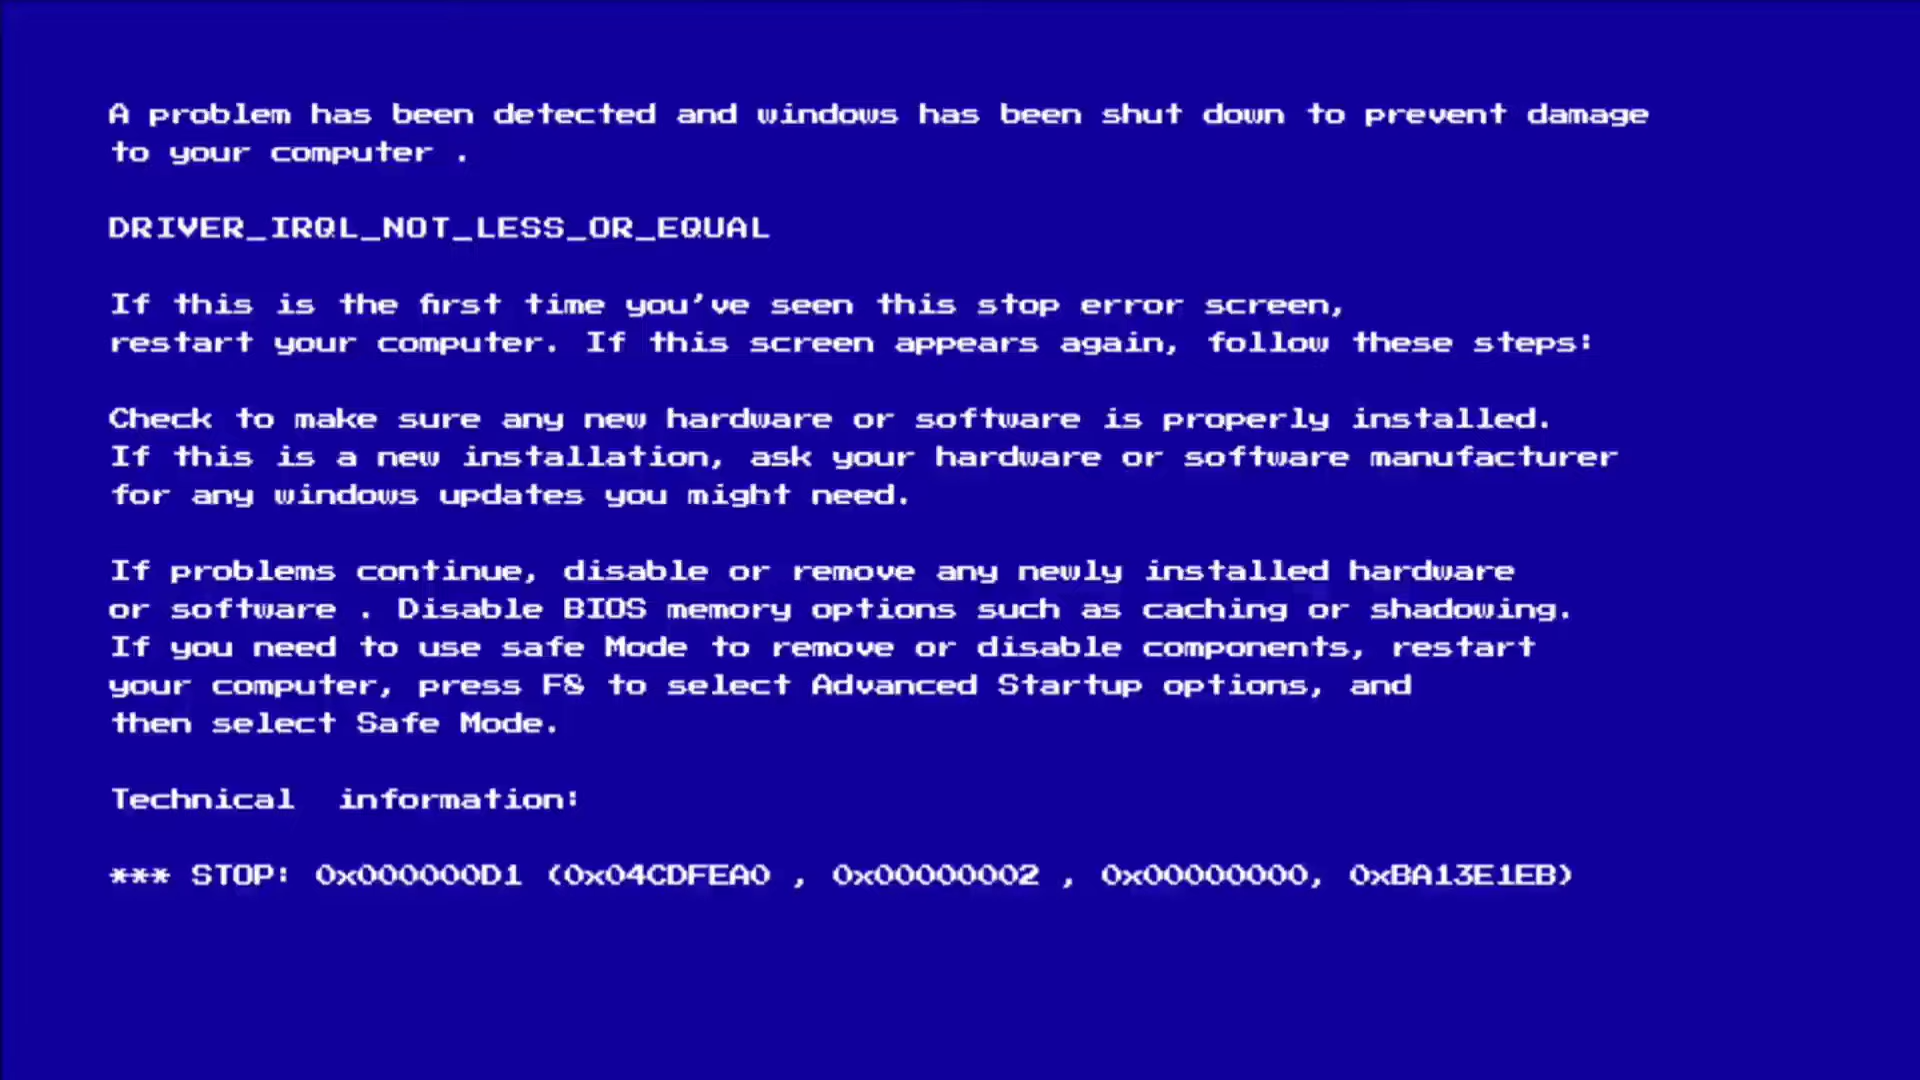 A problem has been detected and windows has been shut down to prevent damage
to your computer .
DRIVER_IRQL_NOT_LESS_OR_EQUAL
If this is the first time you've seen this stop error screen,
restart your computer. If this screen appears again, follow these steps:
Check to make sure any new hardware or software is properly installed.
If this is a new installation, ask your hardware or software manufacturer
for any windows updates you might need.
If problems continue, disable or remove any newly installed hardware
or software . Disable BIOS memory options such as caching or shadowing.
If you need to use safe Mode to remove or disable components, restart
your computer, press F& to select Advanced Startup options, and
then select Safe Mode.
Technical  information:
*** STOP: 0x000000D1 (0x04CDFEA0 , 0x00000002 , 0x00000000, 0xBA13E1EB)